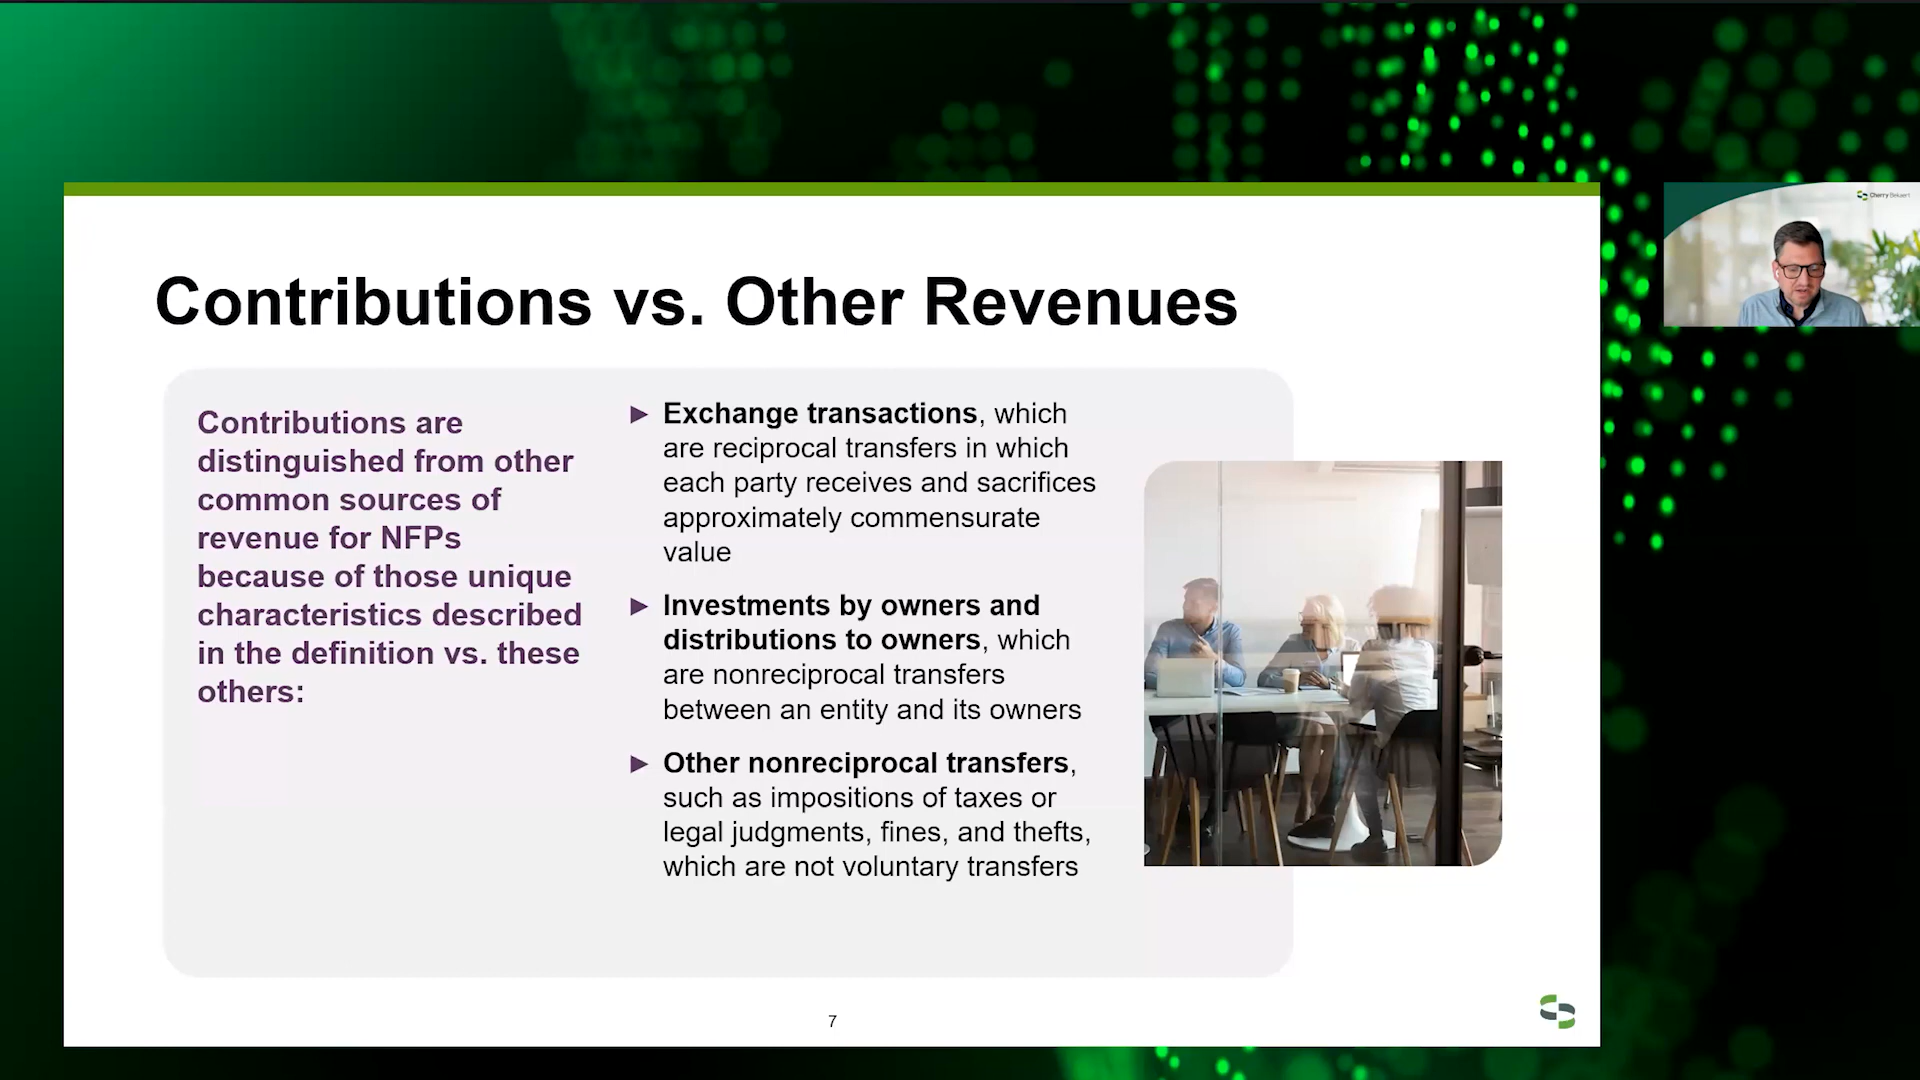 Contributions vs. Other Revenues
Contributions are
distinguished from other
common sources of
revenue for NFPs
because of those unique
characteristics described
in the definition vs. these
others:
► Exchange transactions, which
are reciprocal transfers in which
each party receives and sacrifices
approximately commensurate
value
► Investments by owners and
distributions to owners, which
are nonreciprocal transfers
between an entity and its owners
► Other nonreciprocal transfers,
such as impositions of taxes or
legal judgments, fines, and thefts,
which are not voluntary transfers
7
Cherry Bekaert